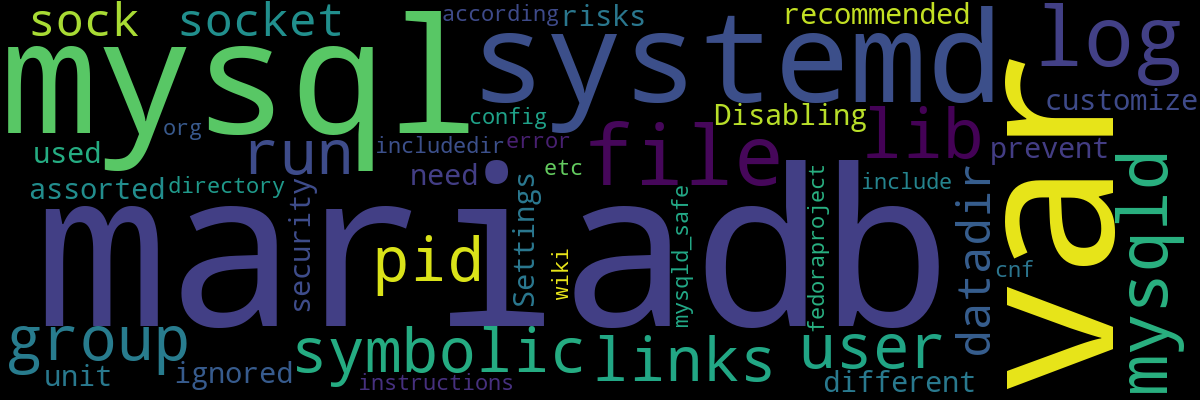 sock
socket
according
risks
recommended
log
mysql
systemd
var
customize
org
config
Disabling
used
run
includedir
error
file
lib
prevent
assorted
directory
need
etc
include
mariadb
security
Settings
pid
wiki
mysqld_safe
fedoraproject
datadir
cnf
mysqld
group
symbolic
links
user
unit
ignored
instructions
different